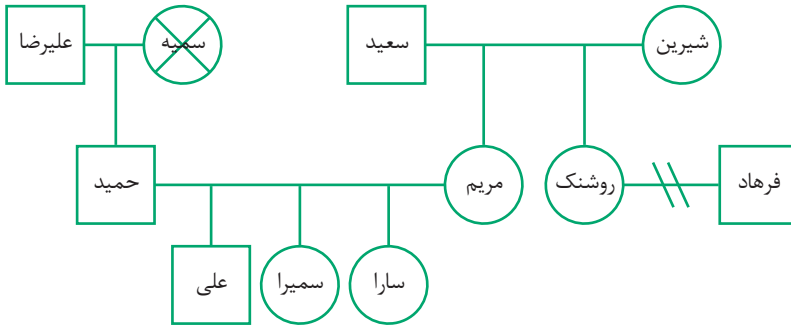 شیرین
سعید
سمیه
علیرضا
فرهاد
روشنک
مریم
حمید
سارا
سمیرا
علی